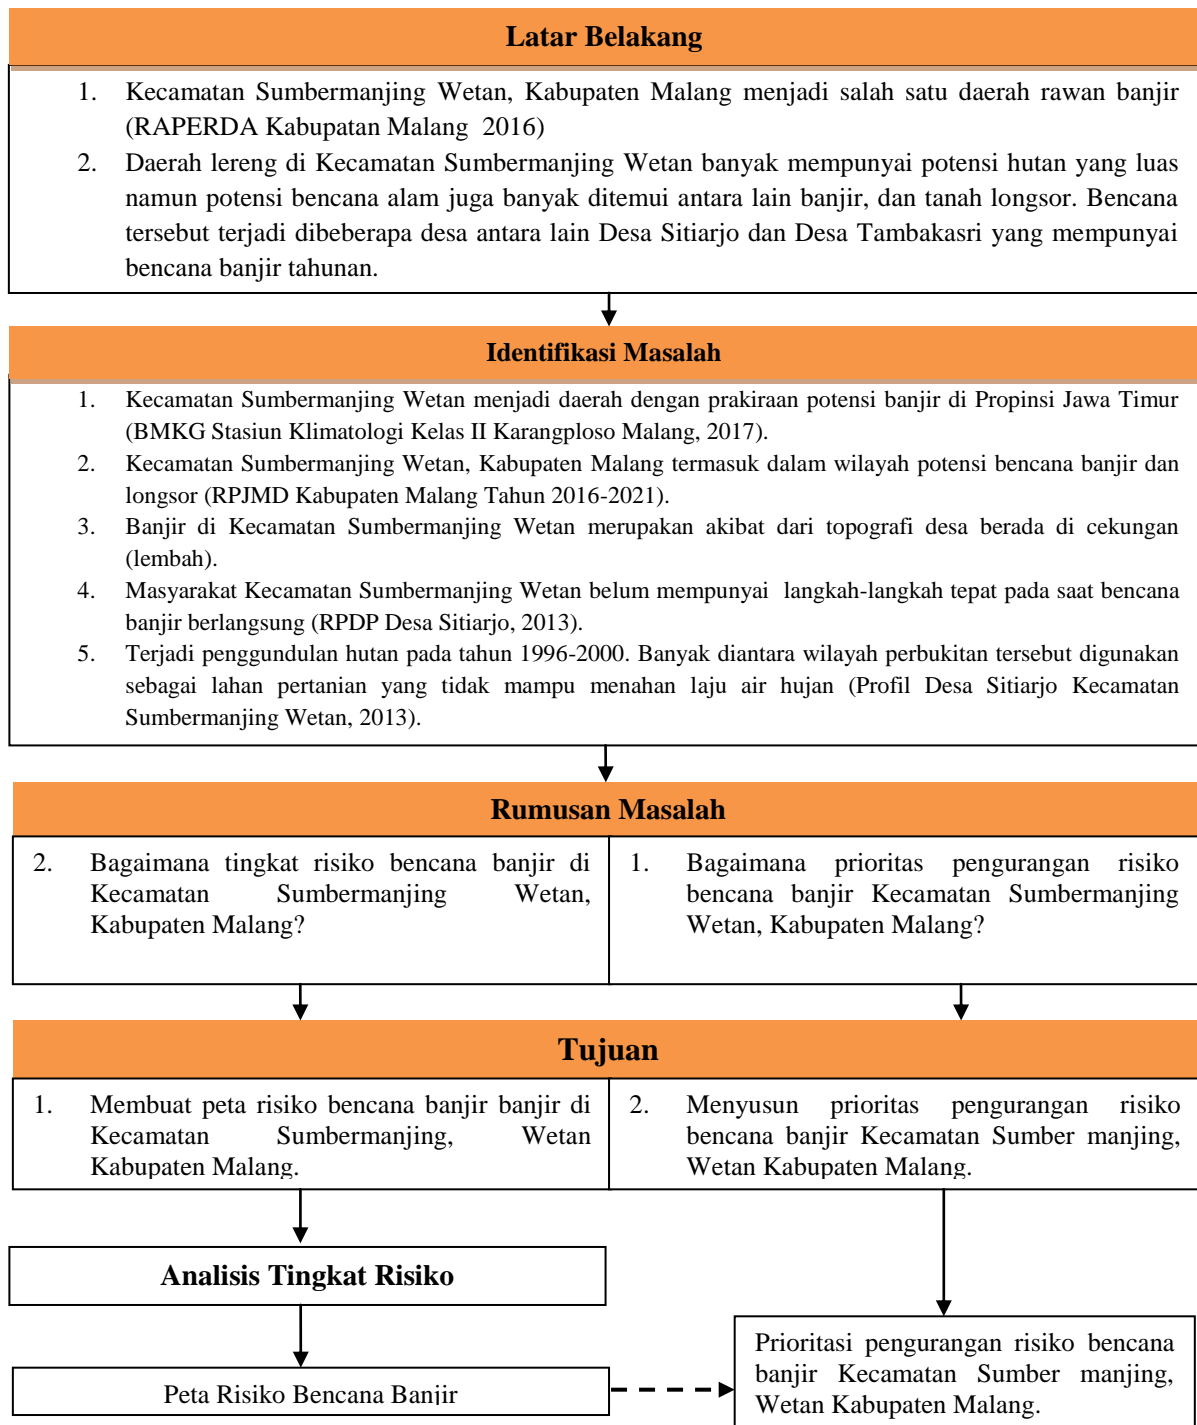 Latar Belakang
1. Kecamatan Sumbermanjing Wetan, Kabupaten Malang menjadi salah satu daerah rawan banjir
(RAPERDA Kabupatan Malang 2016)
2. Daerah lereng di Kecamatan Sumbermanjing Wetan banyak mempunyai potensi hutan yang luas
namun potensi bencana alam juga banyak ditemui antara lain banjir, dan tanah longsor. Bencana
tersebut terjadi dibeberapa desa antara lain Desa Sitiarjo dan Desa Tambakasri yang mempunyai
bencana banjir tahunan.
Identifikasi Masalah
1. Kecamatan Sumbermanjing Wetan menjadi daerah dengan prakiraan potensi banjir di Propinsi Jawa Timur
(BMKG Stasiun Klimatologi Kelas II Karangploso Malang, 2017).
2. Kecamatan Sumbermanjing Wetan, Kabupaten Malang termasuk dalam wilayah potensi bencana banjir dan
longsor (RPJMD Kabupaten Malang Tahun 2016-2021).
3. Banjir di Kecamatan Sumbermanjing Wetan merupakan akibat dari topografi desa berada di cekungan
(lembah).
4. Masyarakat Kecamatan Sumbermanjing Wetan belum mempunyai langkah-langkah tepat pada saat bencana
banjir berlangsung (RPDP Desa Sitiarjo, 2013).
5. Terjadi penggundulan hutan pada tahun 1996-2000. Banyak diantara wilayah perbukitan tersebut digunakan
sebagai lahan pertanian yang tidak mampu menahan laju air hujan (Profil Desa Sitiarjo Kecamatan
Sumbermanjing Wetan, 2013).
Rumusan Masalah
2. Bagaimana tingkat risiko bencana banjir di
Kecamatan Sumbermanjing Wetan,
Kabupaten Malang?
1. Bagaimana prioritas pengurangan risiko
bencana banjir Kecamatan Sumbermanjing
Wetan, Kabupaten Malang?
Tujuan
1. Membuat peta risiko bencana banjir banjir di
Kecamatan Sumbermanjing, Wetan
Kabupaten Malang.
2. Menyusun prioritas pengurangan risiko
bencana banjir Kecamatan Sumber manjing,
Wetan Kabupaten Malang.
Analisis Tingkat Risiko
Peta Risiko Bencana Banjir
Prioritasi pengurangan risiko bencana
banjir Kecamatan Sumber manjing,
Wetan Kabupaten Malang.